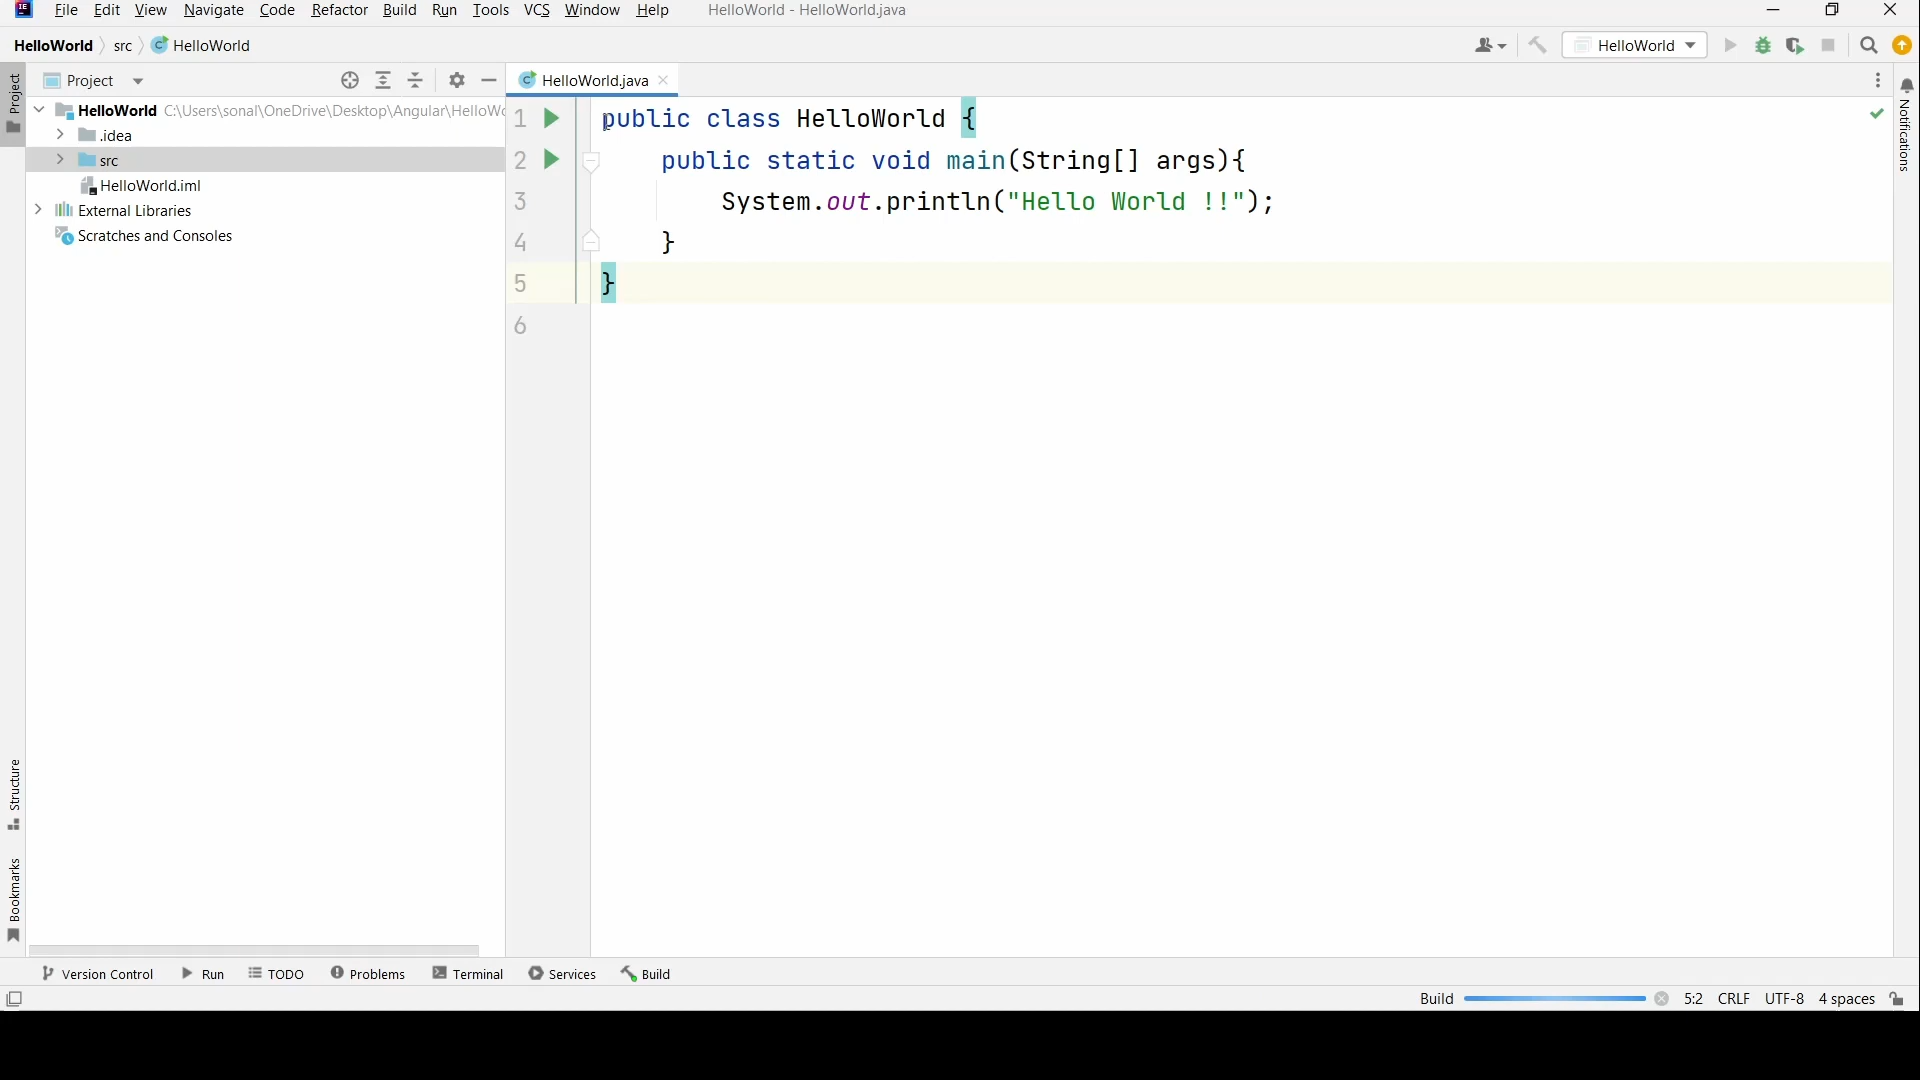 File Edit View Navigate Code Refactor Build Run Tools VCS Window Help HelloWorld - HelloWorld.java
HelloWorld src HelloWorld HelloWorld
Project
Project
HelloWorld.java
HelloWorld C:\Users\sonal\OneDrive\Desktop\Angular\HelloWo
.idea
src
HelloWorld.iml
External Libraries
Scratches and Consoles
1 public class HelloWorld {
2 public static void main(String[] args){
3 System.out.println("Hello World !!");
4 }
5 }
6
Notifications
Structure
Bookmarks
Version Control Run TODO Problems Terminal Services Build
Build 5:2 CRLF UTF-8 4 spaces